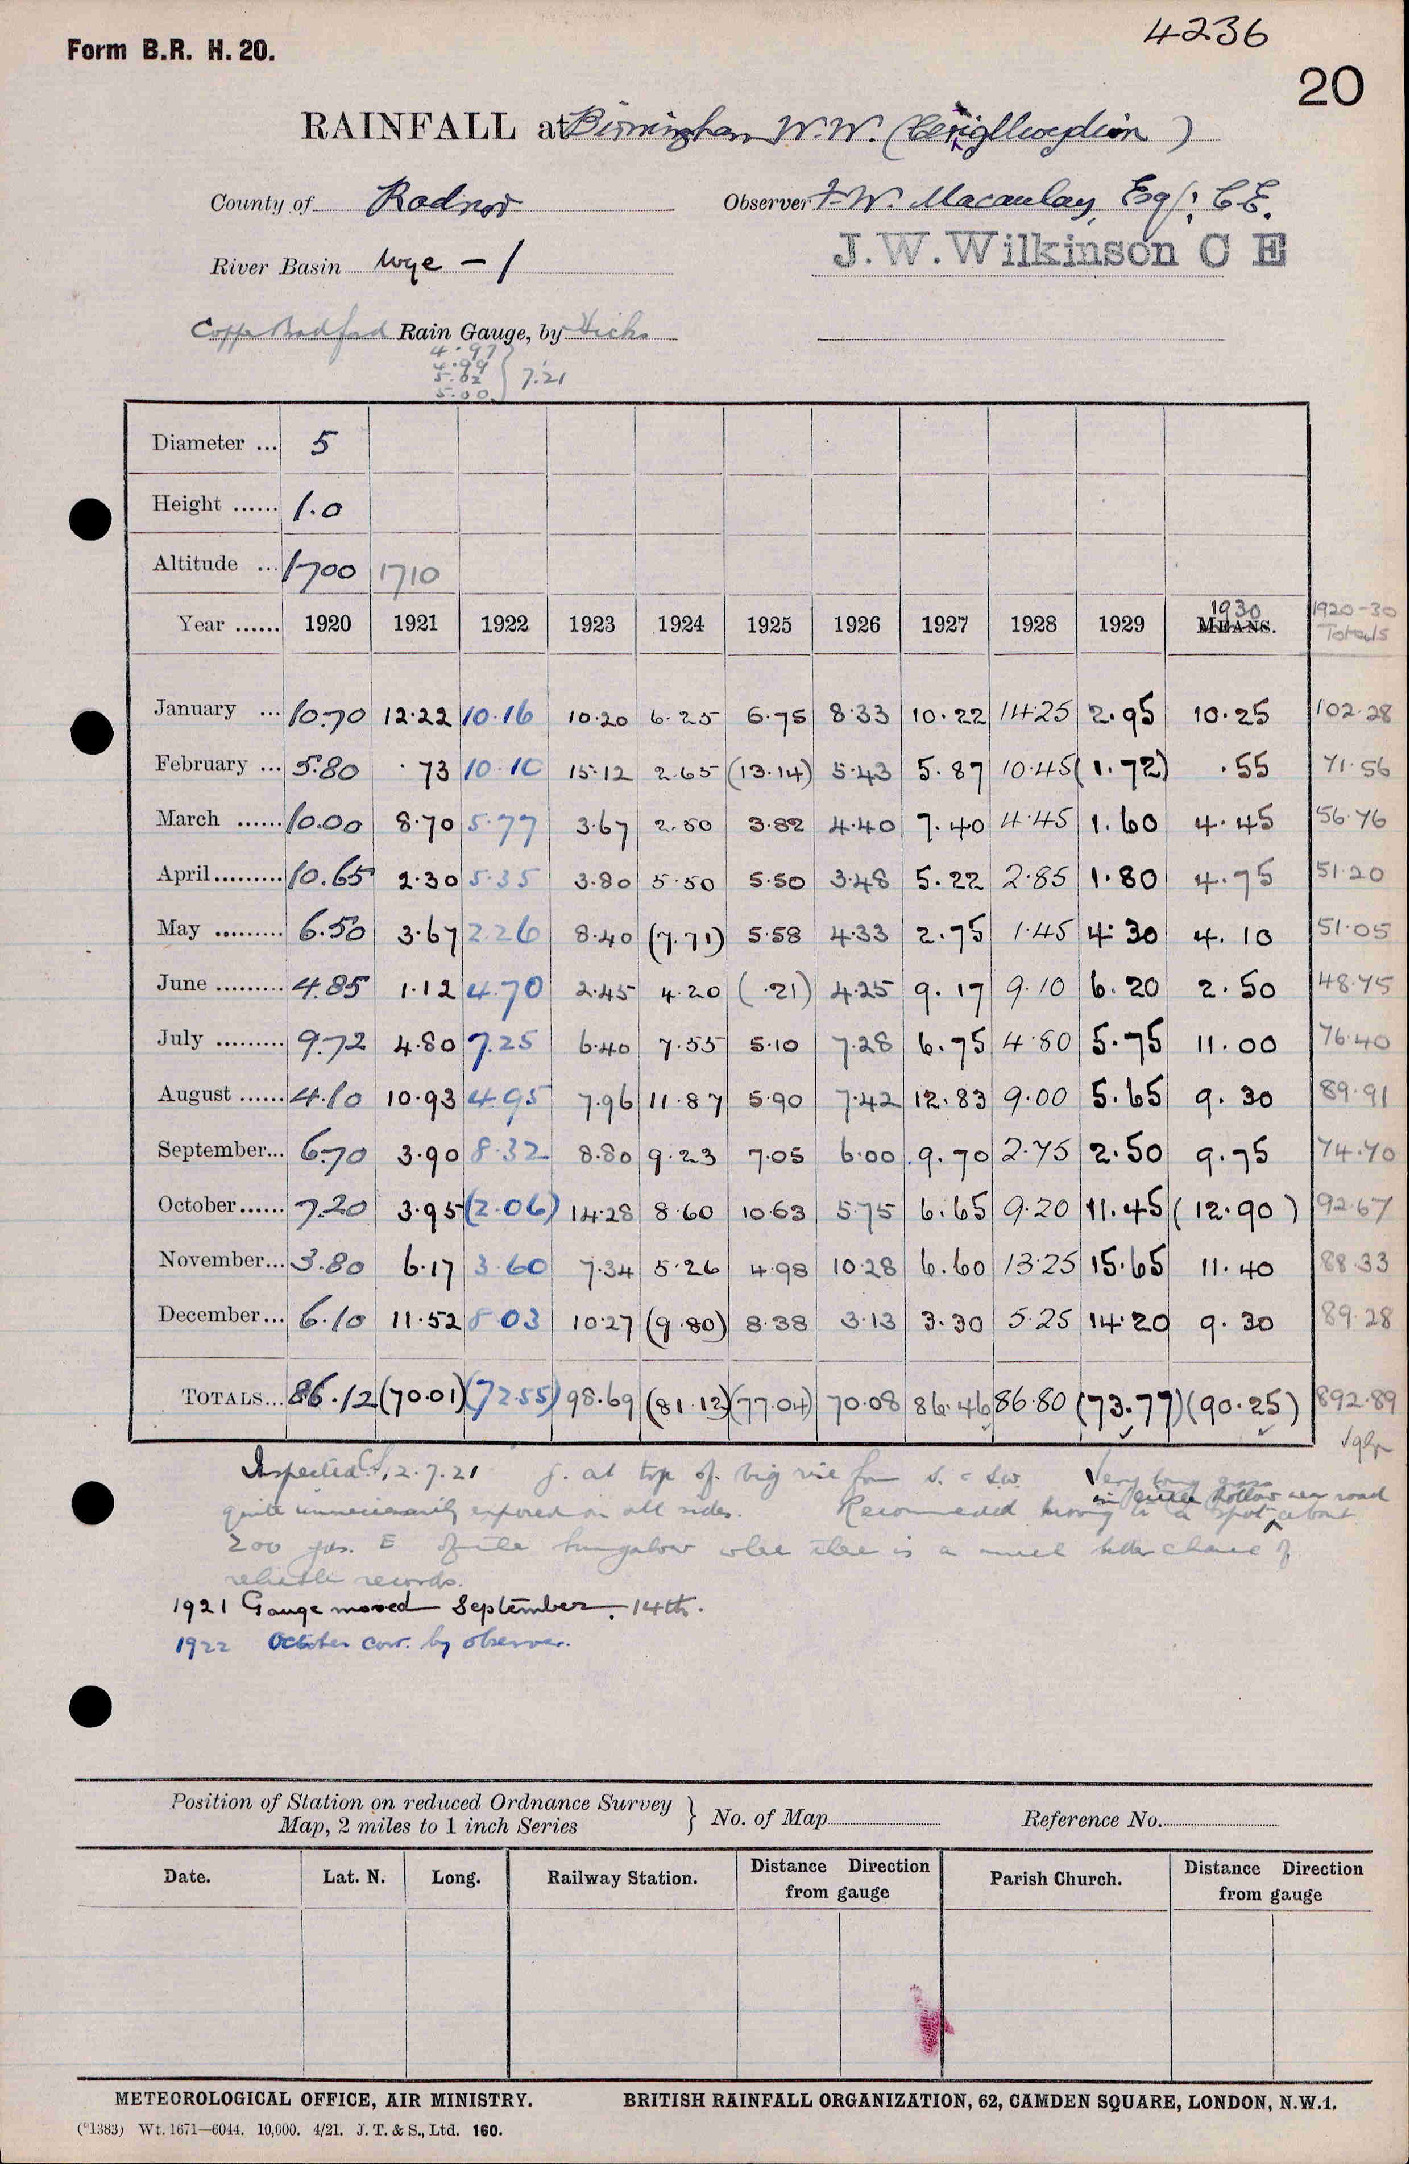 4236
Form B.R. H. 20.
20
RAINFALL at Birmingham W.W. (Cerigllwydion)
County of Radnor Observer F.W. Macaulay, Esq., C.E.
J.W.Wilkinson C E
River Basin Wye - 1
Copper Bradford Rain Gauge, by Hicks
4.97
4.99
5.02
5.00 } 7.21
Diameter ... 5
Height ...... 1.0
Altitude ... 1700 1710
Year ...... 1920 1921 1922 1923 1924 1925 1926 1927 1928 1929 MEANS. 1930 1920-30 Totals
January ... 10.70 12.22 10.16 10.20 6.25 6.75 8.33 10.22 14.25 2.95 10.25 102.28
February ... 5.80 .73 10.10 15.12 2.65 (13.14) 5.43 5.87 10.45 (1.72) .55 71.56
March ...... 10.00 8.70 5.77 3.67 2.50 3.82 4.40 7.40 4.45 1.60 4.45 56.76
April ......... 10.65 2.30 5.35 3.80 5.50 5.50 3.48 5.22 2.85 1.80 4.75 51.20
May ......... 6.50 3.67 2.26 8.40 (7.71) 5.58 4.33 2.75 1.45 4.30 4.10 51.05
June ......... 4.85 1.12 4.70 2.45 4.20 (.21) 4.25 9.17 9.10 6.20 2.50 48.75
July ......... 9.72 4.80 7.25 6.40 7.55 5.10 7.28 6.75 4.80 5.75 11.00 76.40
August ...... 4.10 10.93 4.95 7.96 11.87 5.90 7.42 12.83 9.00 5.65 9.30 89.91
September... 6.70 3.90 8.32 8.80 9.23 7.05 6.00 9.70 2.75 2.50 9.75 74.70
October...... 7.20 3.95 (2.06) 14.28 8.60 10.63 5.75 6.65 9.20 11.45 (12.90) 92.67
November... 3.80 6.17 3.60 7.34 5.26 4.98 10.28 6.60 13.25 15.65 11.40 88.33
December... 6.10 11.52 8.03 10.27 (9.80) 8.38 3.13 3.30 5.25 14.20 9.30 89.28
TOTALS... 86.12 (70.01) (72.55) 98.69 (81.12) (77.04) 70.08 86.46 86.80 (73.77) (90.25) 892.89
Inspected 2.7.21 g. at top of big rise from S. & SW. Very long grass
quite unnecessarily exposed on all sides. Recommended moving to a spot in little hollow near road about
200 yds. E of the bungalow where there is a much better chance of
reliable records.
1921 Gauge moved September 14th.
1922 October corr. by observer.
Position of Station on reduced Ordnance Survey
Map, 2 miles to 1 inch Series } No. of Map Reference No.
Date. Lat. N. Long. Railway Station. Distance Direction from gauge Parish Church. Distance Direction from gauge
METEOROLOGICAL OFFICE, AIR MINISTRY. BRITISH RAINFALL ORGANIZATION, 62, CAMDEN SQUARE, LONDON, N.W.1.
(*1383) Wt. 1671—6044. 10,000. 4/21. J. T. & S., Ltd. 160.